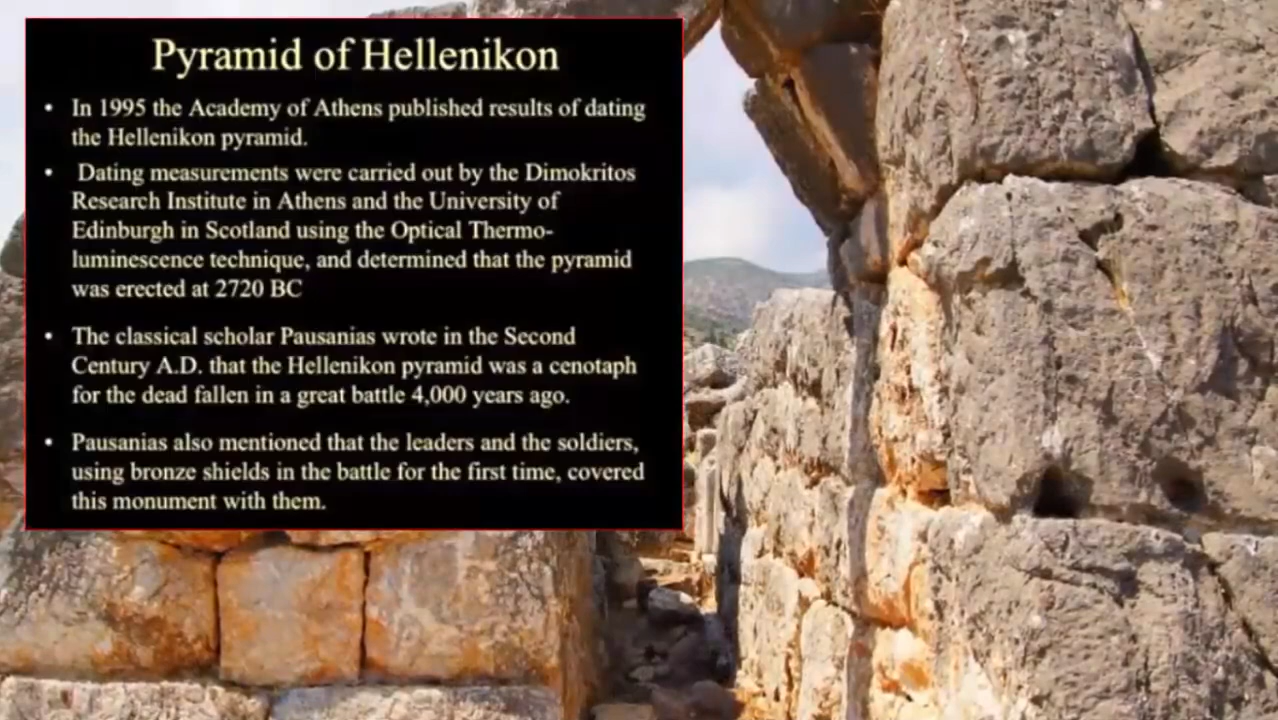 Pyramid of Hellenikon
• In 1995 the Academy of Athens published results of dating
the Hellenikon pyramid.
• Dating measurements were carried out by the Dimokritos
Research Institute in Athens and the University of
Edinburgh in Scotland using the Optical Thermo-
luminescence technique, and determined that the pyramid
was erected at 2720 BC
• The classical scholar Pausanias wrote in the Second
Century A.D. that the Hellenikon pyramid was a cenotaph
for the dead fallen in a great battle 4,000 years ago.
• Pausanias also mentioned that the leaders and the soldiers,
using bronze shields in the battle for the first time, covered
this monument with them.